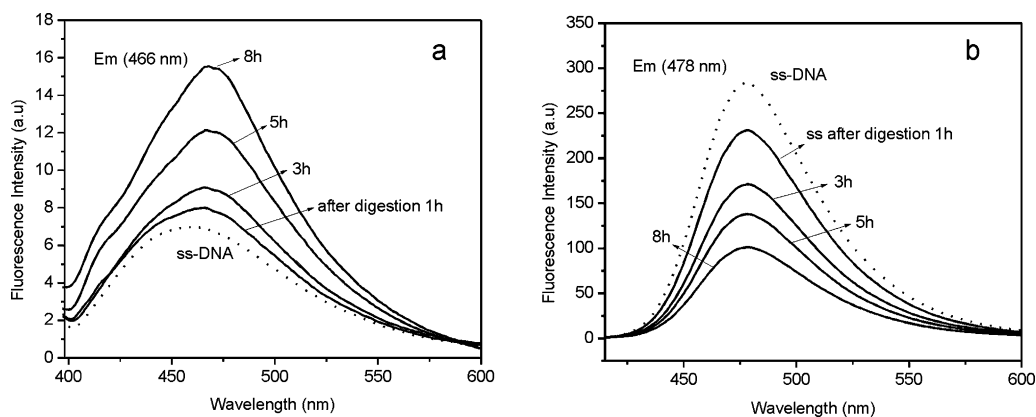 a
Em (466 nm)
8h
5h
3h
after digestion 1h
ss-DNA
Fluorescence Intensity (a.u)
18
16
14
12
10
8
6
4
2
0
400
450
500
550
600
Wavelength (nm)
b
Em (478 nm)
ss-DNA
ss after digestion 1h
3h
5h
8h
Fluorescence Intensity (a.u)
350
300
250
200
150
100
50
0
450
500
550
600
Wavelength (nm)